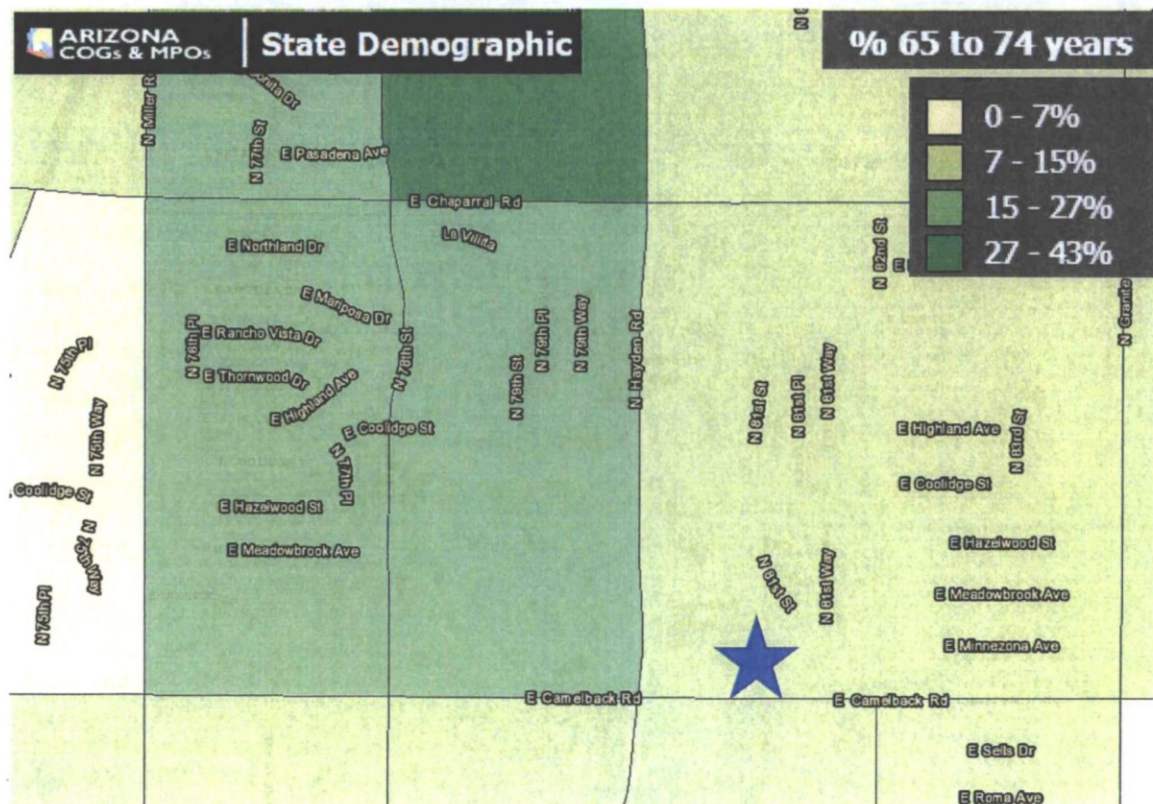 ARIZONA
COGs & MPOs
State Demographic
% 65 to 74 years
0 - 7%
7 - 15%
15 - 27%
27 - 43%
N Miller Rd
N 77th St
E Pasadena Ave
E Chaparral Rd
La Villita
E Northland Dr
N 82nd St
E Mariposa Dr
N Granite
N 76th Pl
E Rancho Vista Dr
N 78th St
N 79th Pl
N 79th Way
N Hayden Rd
N 75th Pl
E Thornwood Dr
E Highland Ave
N 79th St
N 81st St
N 81st Pl
N 81st Way
N 75th Way
E Coolidge St
E Highland Ave
N 83rd St
N 77th Pl
Coolidge St
E Coolidge St
E Hazelwood St
E Meadowbrook Ave
E Hazelwood St
N 75th Pl
N 81st St
N 81st Way
E Meadowbrook Ave
E Minnezona Ave
E Camelback Rd
E Camelback Rd
E Sells Dr
E Roma Ave